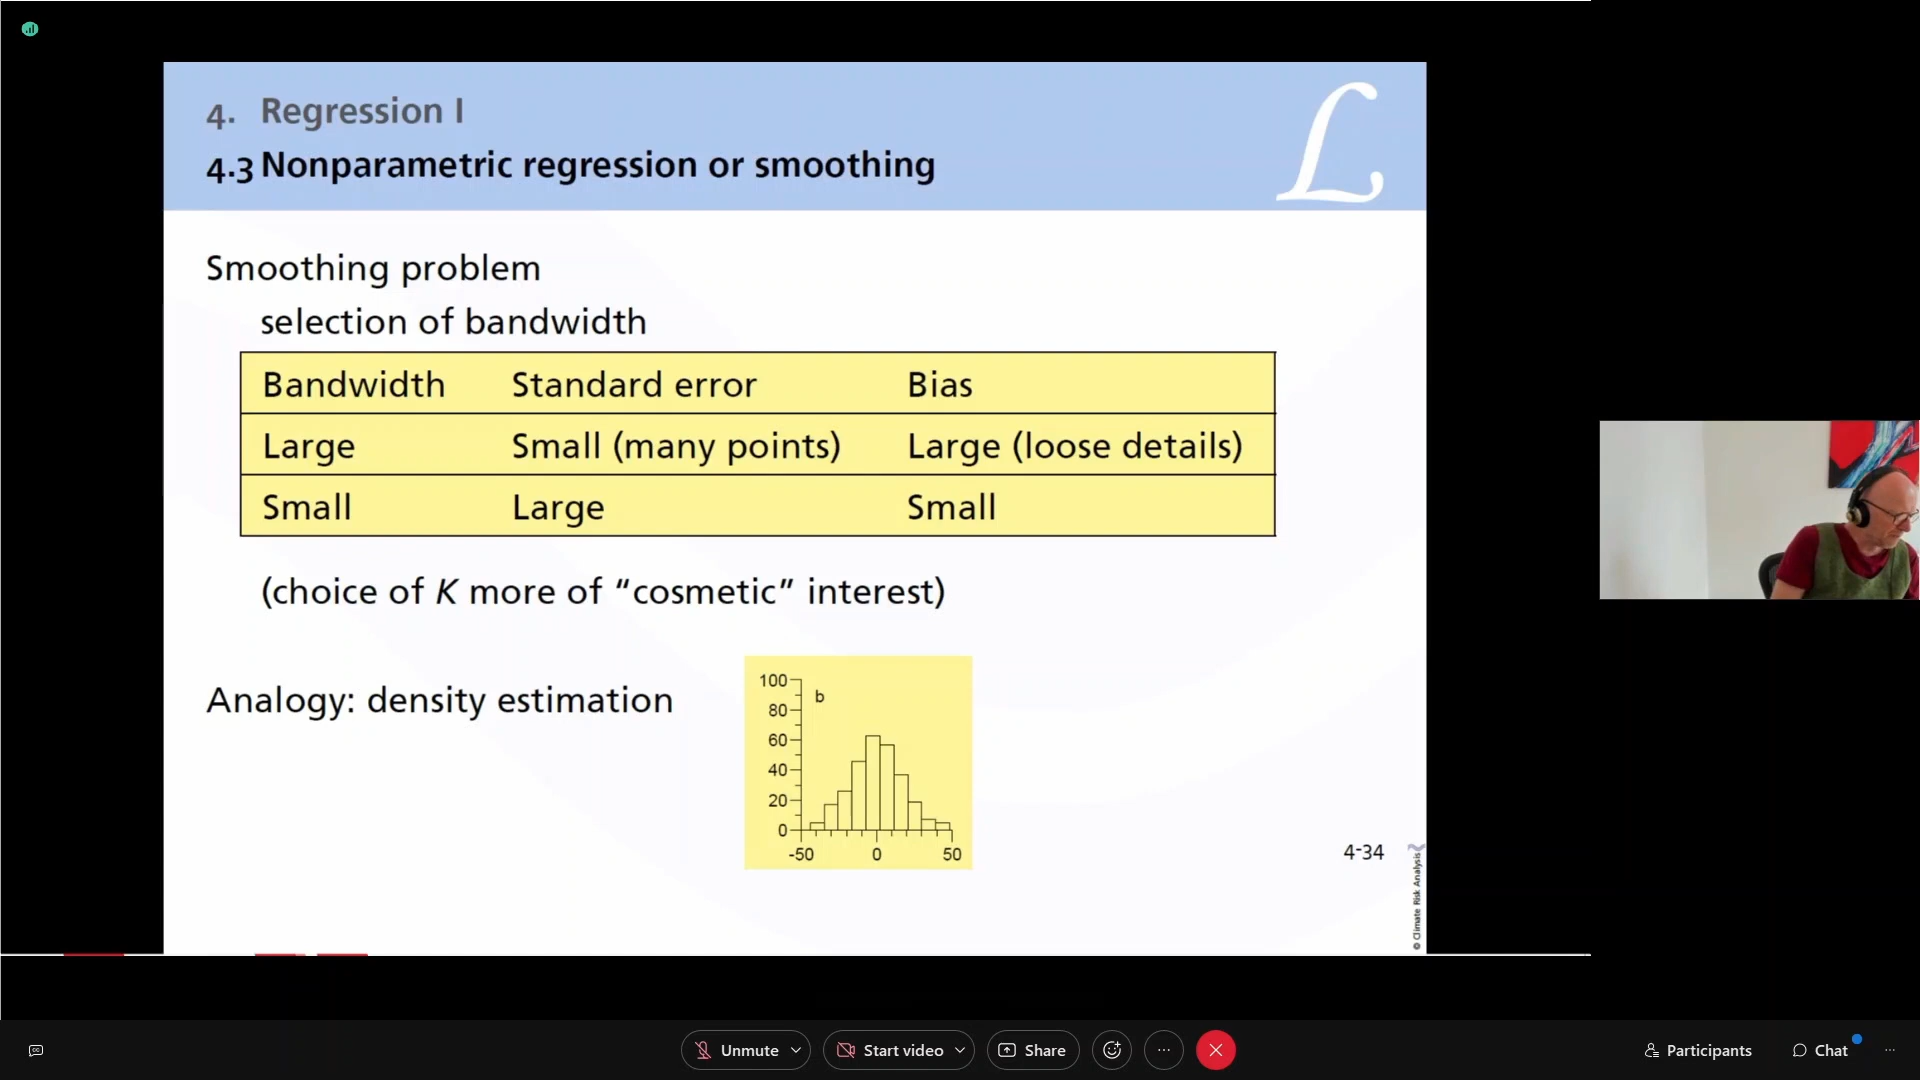 4. Regression I
4.3 Nonparametric regression or smoothing
L
Smoothing problem
selection of bandwidth
Bandwidth Standard error Bias
Large Small (many points) Large (loose details)
Small Large Small
(choice of K more of “cosmetic” interest)
Analogy: density estimation
100
b
80
60
40
20
0
-50 0 50
4-34
© Climate Risk Analysis
CC
Unmute
Start video
Share
Participants
Chat